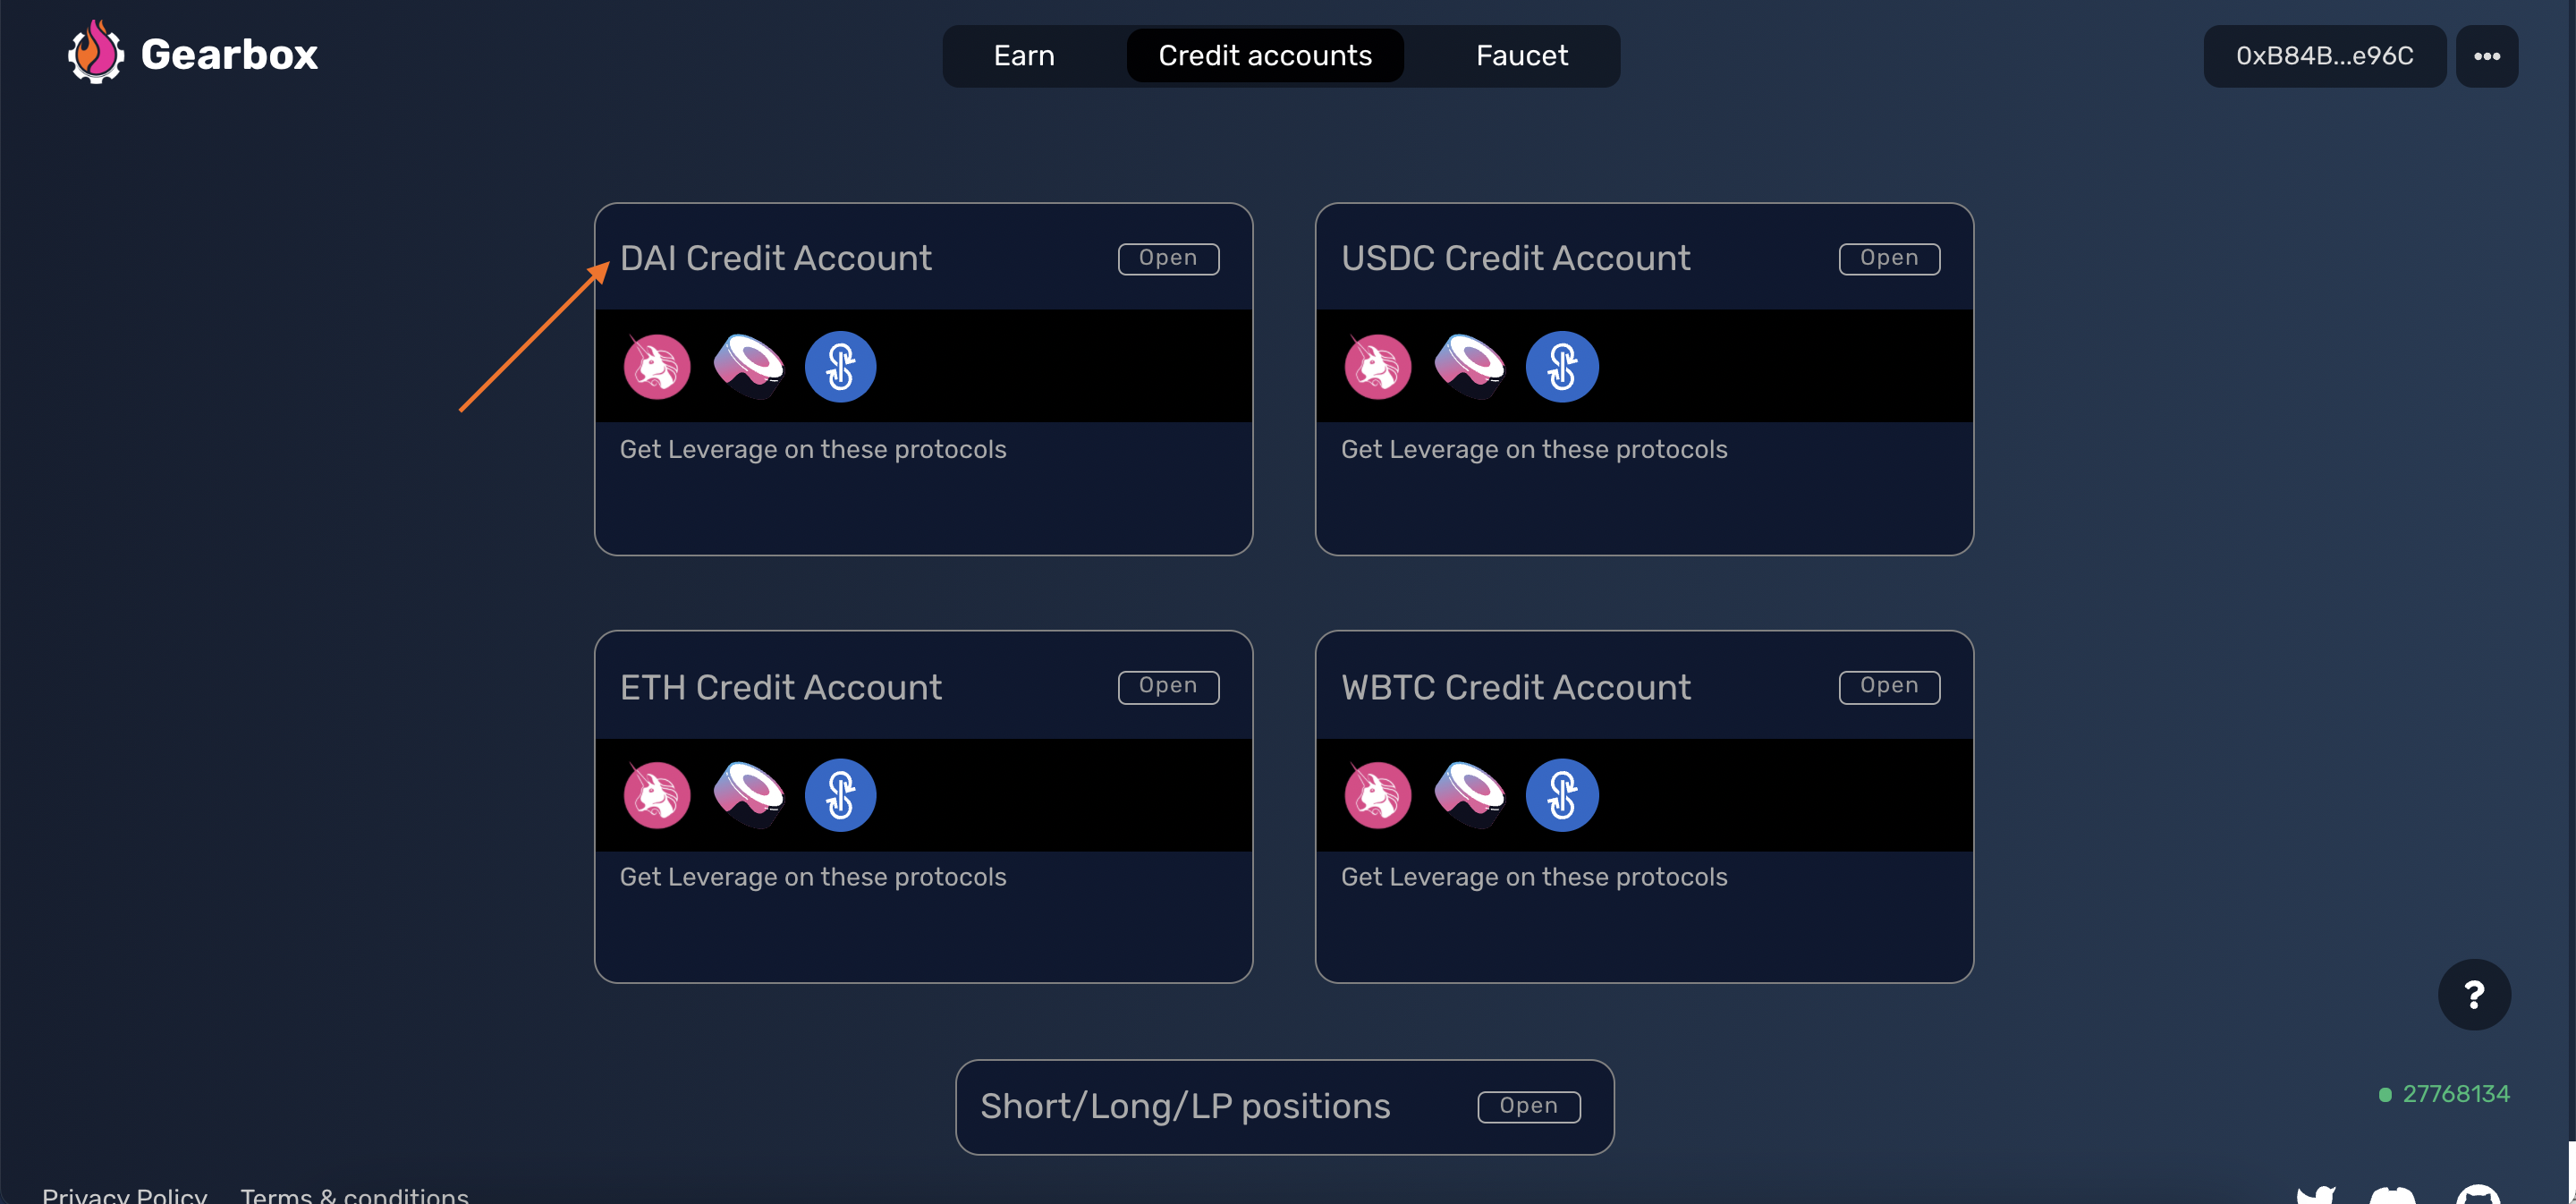 Gearbox
Earn
Credit accounts
Faucet
0xB84B...e96C
DAI Credit Account
Open
USDC Credit Account
Open
Get Leverage on these protocols
Get Leverage on these protocols
ETH Credit Account
Open
WBTC Credit Account
Open
Get Leverage on these protocols
Get Leverage on these protocols
?
Short/Long/LP positions
Open
27768134
Privacy Policy
Terms & conditions